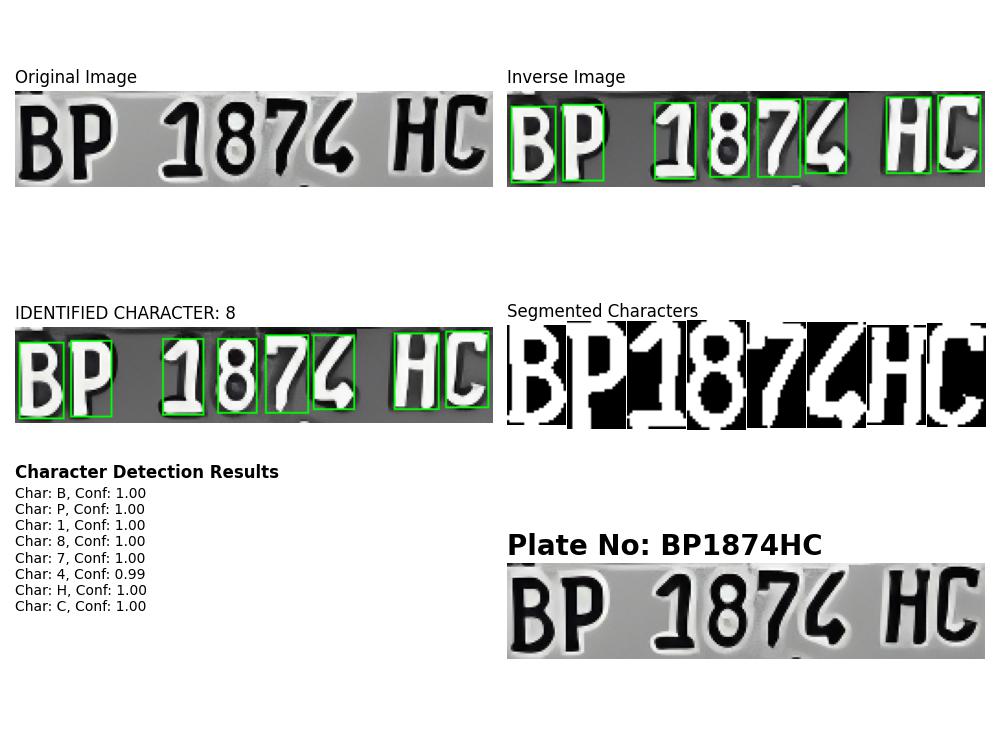 Original Image
BP 1874 HC
Inverse Image
BP 1874 HC
IDENTIFIED CHARACTER: 8
BP 1874 HC
Segmented Characters
BP1874HC
Character Detection Results
Char: B, Conf: 1.00
Char: P, Conf: 1.00
Char: 1, Conf: 1.00
Char: 8, Conf: 1.00
Char: 7, Conf: 1.00
Char: 4, Conf: 0.99
Char: H, Conf: 1.00
Char: C, Conf: 1.00
Plate No: BP1874HC
BP 1874 HC